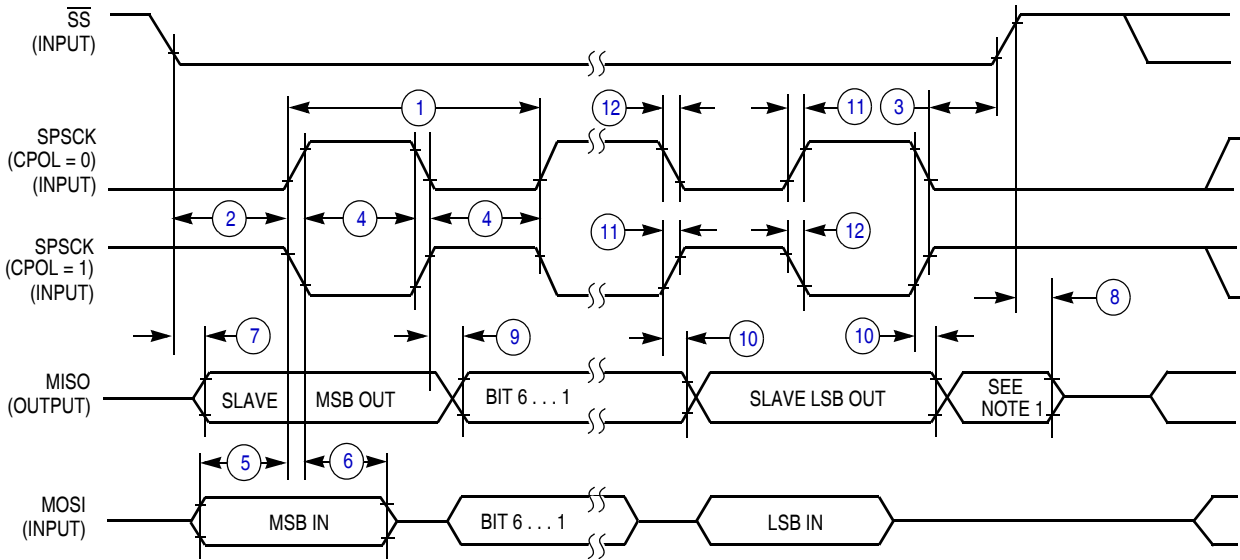 SS
(INPUT)
1
12
11
3
SPSCK
(CPOL = 0)
(INPUT)
2
4
4
11
12
SPSCK
(CPOL = 1)
(INPUT)
8
7
9
10
10
MISO
(OUTPUT)
SLAVE
MSB OUT
BIT 6 . . . 1
SLAVE LSB OUT
SEE
NOTE 1
5
6
MOSI
(INPUT)
MSB IN
BIT 6 . . . 1
LSB IN